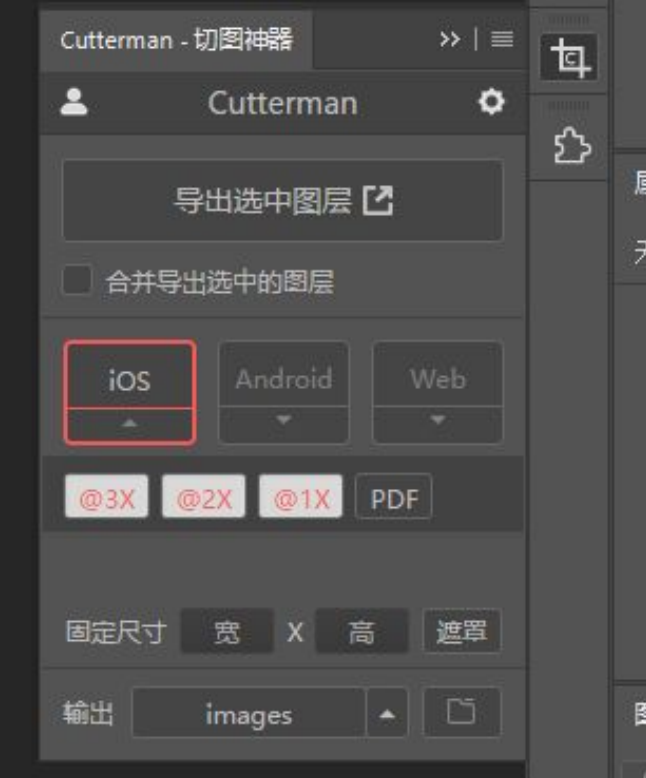 Cutterman - 切图神器
Cutterman
导出选中图层
合并导出选中的图层
iOS Android Web
@3X @2X @1X PDF
固定尺寸 宽 X 高 遮罩
输出 images